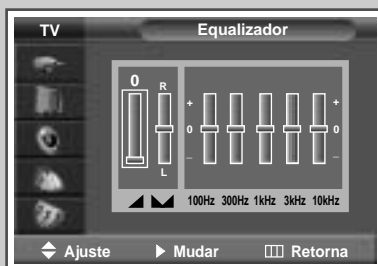 TV Equalizador
0 R
+ +
0 0
– –
L
100Hz 300Hz 1kHz 3kHz 10kHz
Ajuste Mudar Retorna